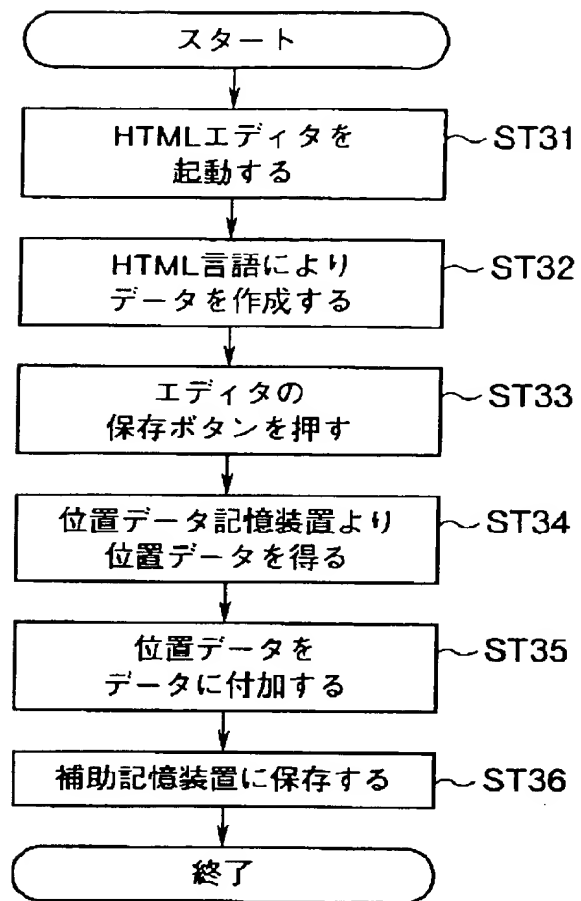 スタート
HTMLエディタを
起動する
ST31
HTML言語により
データを作成する
ST32
エディタの
保存ボタンを押す
ST33
位置データ記憶装置より
位置データを得る
ST34
位置データを
データに付加する
ST35
補助記憶装置に保存する
ST36
終了